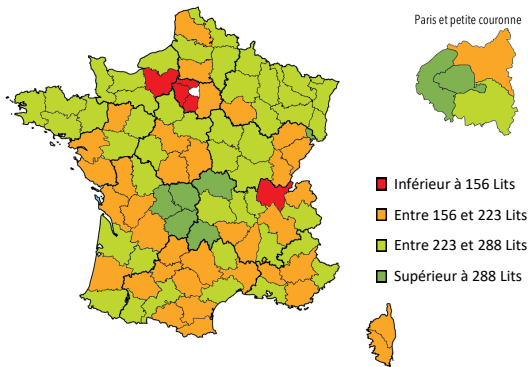 Paris et petite couronne
Inférieur à 156 Lits
Entre 156 et 223 Lits
Entre 223 et 288 Lits
Supérieur à 288 Lits